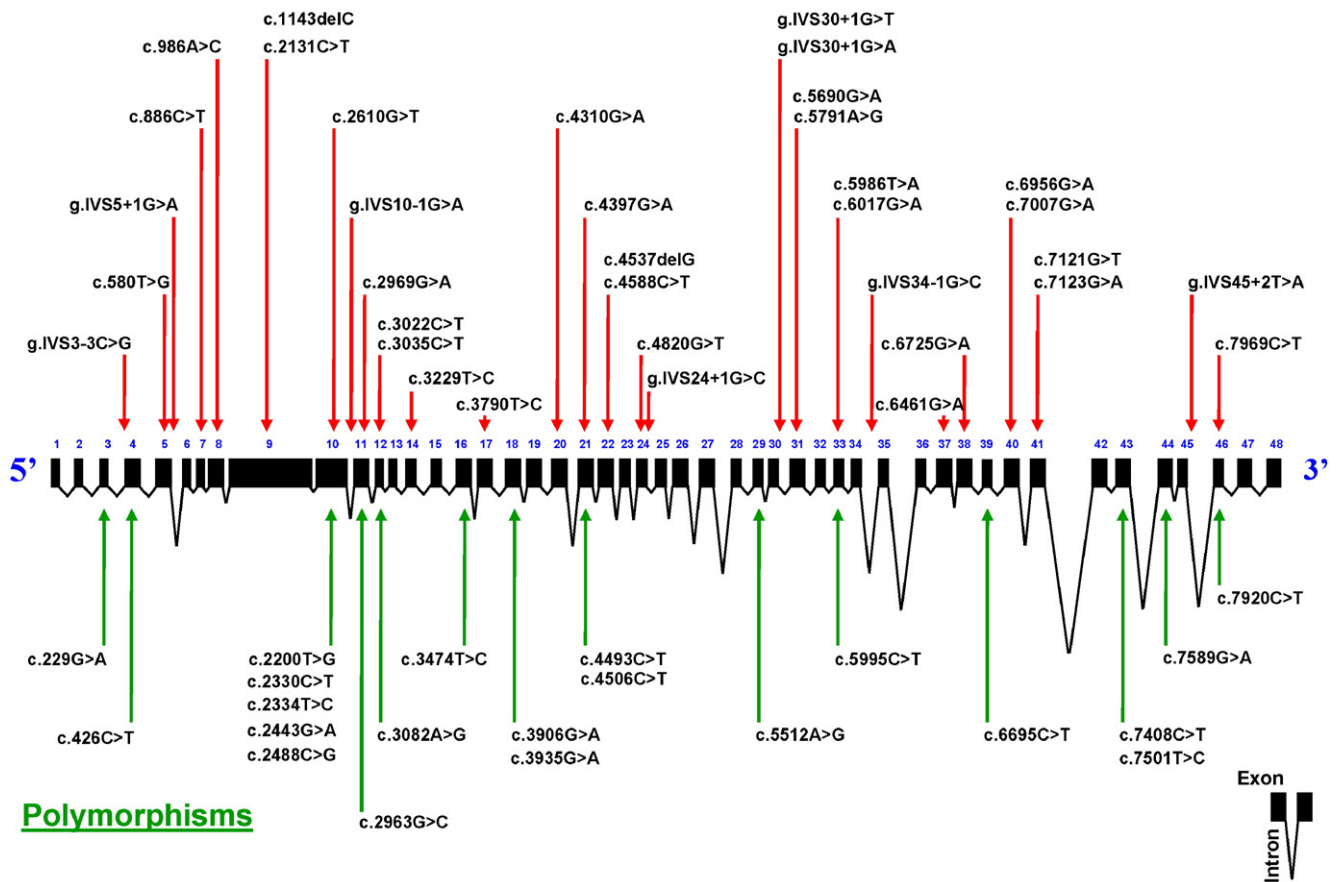 c.1143delC
g.IVS30+1G>T
c.986A>C
c.2131C>T
g.IVS30+1G>A
c.5690G>A
c.886C>T
c.2610G>T
c.4310G>A
c.5791A>G
c.5986T>A
c.6956G>A
g.IVS5+1G>A
g.IVS10-1G>A
c.4397G>A
c.6017G>A
c.7007G>A
c.4537delG
c.7121G>T
c.580T>G
c.2969G>A
c.4588C>T
g.IVS34-1G>C
c.7123G>A
g.IVS45+2T>A
c.3022C>T
g.IVS3-3C>G
c.3035C>T
c.4820G>T
c.6725G>A
c.7969C>T
c.3229T>C
g.IVS24+1G>C
c.3790T>C
c.6461G>A
1 2 3 4 5 6 7 8 9 10 11 12 13 14 15 16 17 18 19 20 21 22 23 24 25 26 27 28 29 30 31 32 33 34 35 36 37 38 39 40 41 42 43 44 45 46 47 48
5’ 3’
c.7920C>T
c.229G>A
c.2200T>G
c.3474T>C
c.4493C>T
c.5995C>T
c.7589G>A
c.2330C>T
c.4506C>T
c.2334T>C
c.426C>T
c.2443G>A
c.3082A>G
c.3906G>A
c.5512A>G
c.6695C>T
c.7408C>T
c.2488C>G
c.3935G>A
c.7501T>C
Exon
Polymorphisms
c.2963G>C
Intron